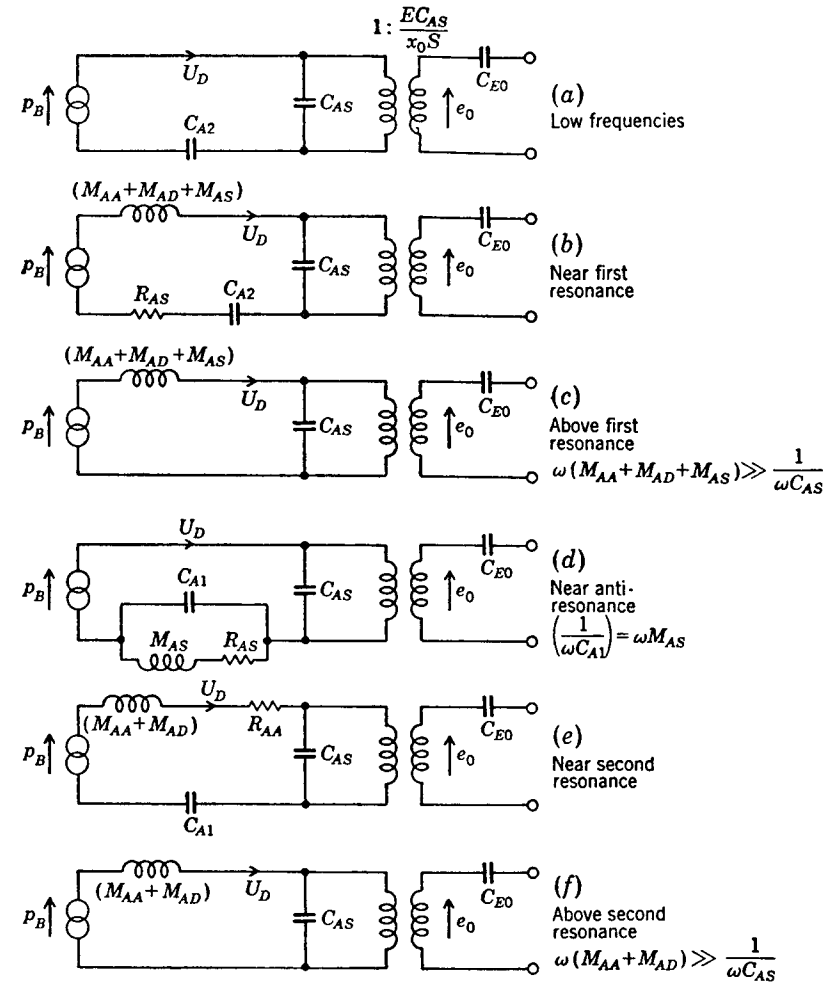 1 : EC_AS / x_0S
U_D
p_B
C_A2
C_AS
e_0
C_E0
(a)
Low frequencies
(M_AA+M_AD+M_AS)
U_D
p_B
R_AS
C_A2
C_AS
e_0
C_E0
(b)
Near first
resonance
(M_AA+M_AD+M_AS)
U_D
p_B
C_AS
e_0
C_E0
(c)
Above first
resonance
ω(M_AA+M_AD+M_AS)≫ 1/ωC_AS
U_D
p_B
C_A1
M_AS
R_AS
C_AS
e_0
C_E0
(d)
Near anti-
resonance
(1/ωC_A1) = ωM_AS
U_D
(M_AA+M_AD)
R_AA
p_B
C_A1
C_AS
e_0
C_E0
(e)
Near second
resonance
(M_AA+M_AD)
U_D
p_B
C_AS
e_0
C_E0
(f)
Above second
resonance
ω(M_AA+M_AD)≫ 1/ωC_AS